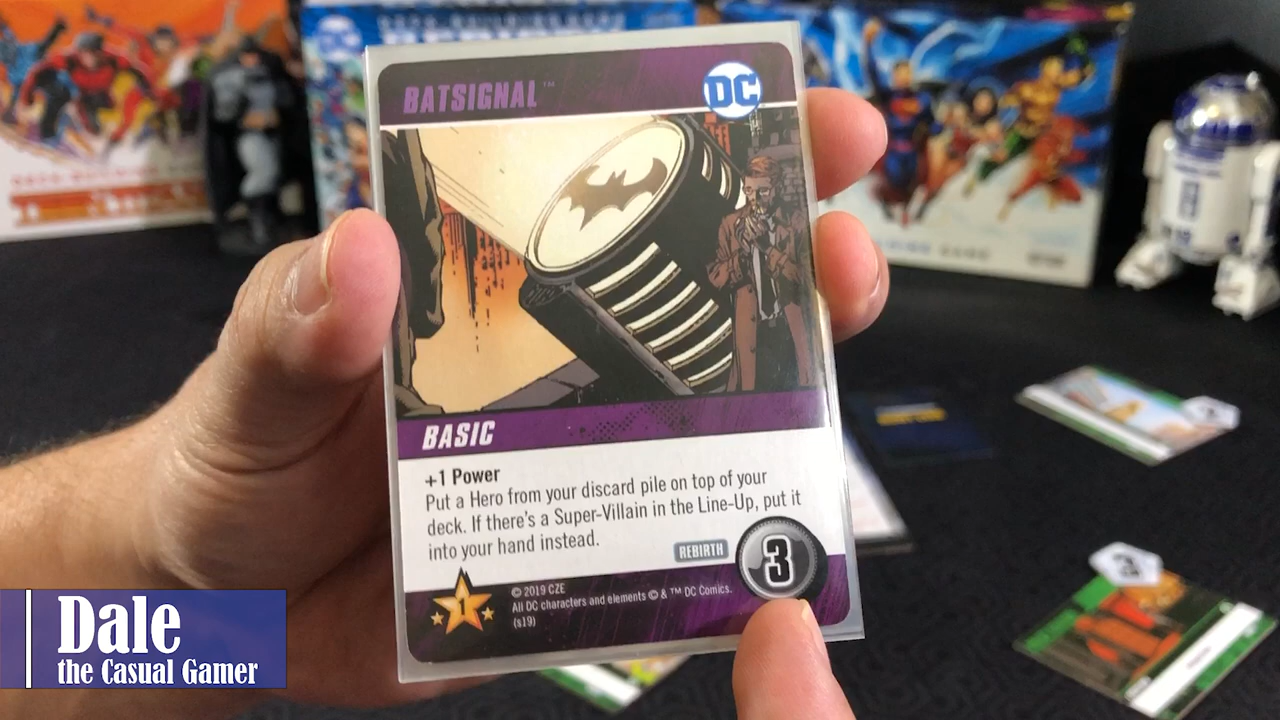 BATSIGNAL™
DC
BASIC
+1 Power
Put a Hero from your discard pile on top of your
deck. If there's a Super-Villain in the Line-Up, put it
into your hand instead.
REBIRTH
3
1
© 2019 CZE
All DC characters and elements © & ™ DC Comics.
(s19)
Dale
the Casual Gamer